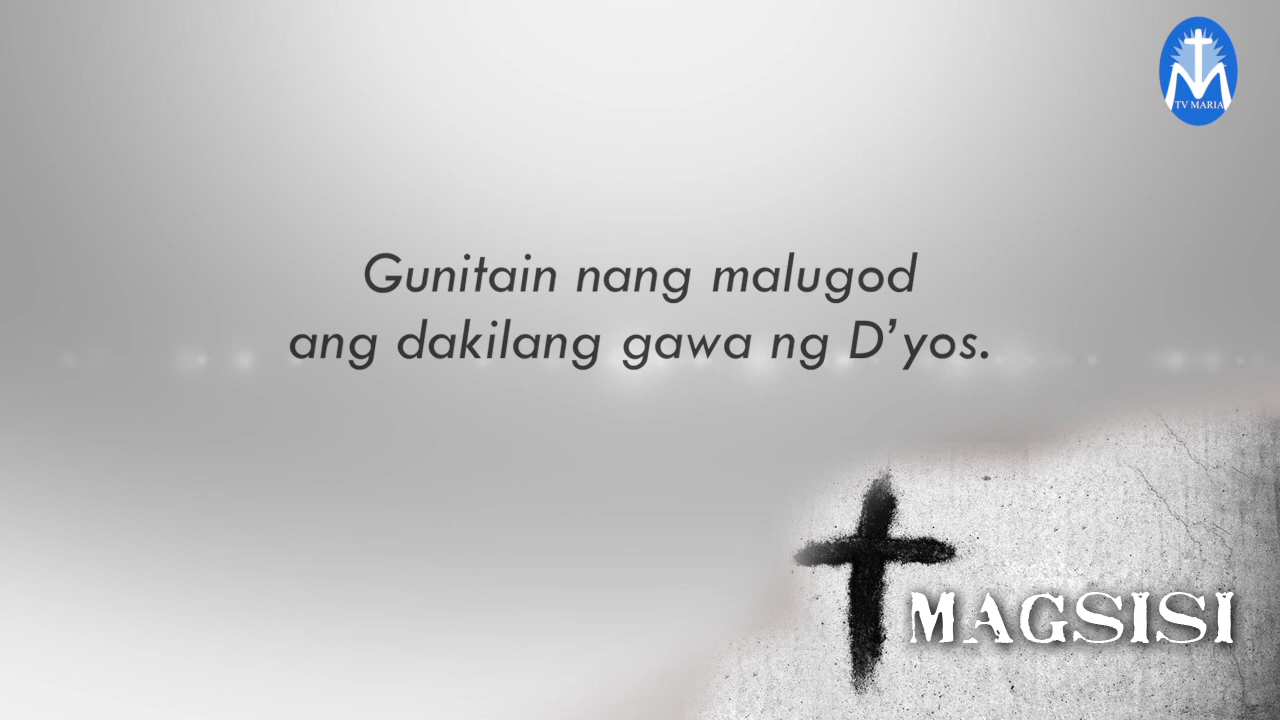 TV MARIA
Gunitain nang malugod
ang dakilang gawa ng D’yos.
MAGSISI